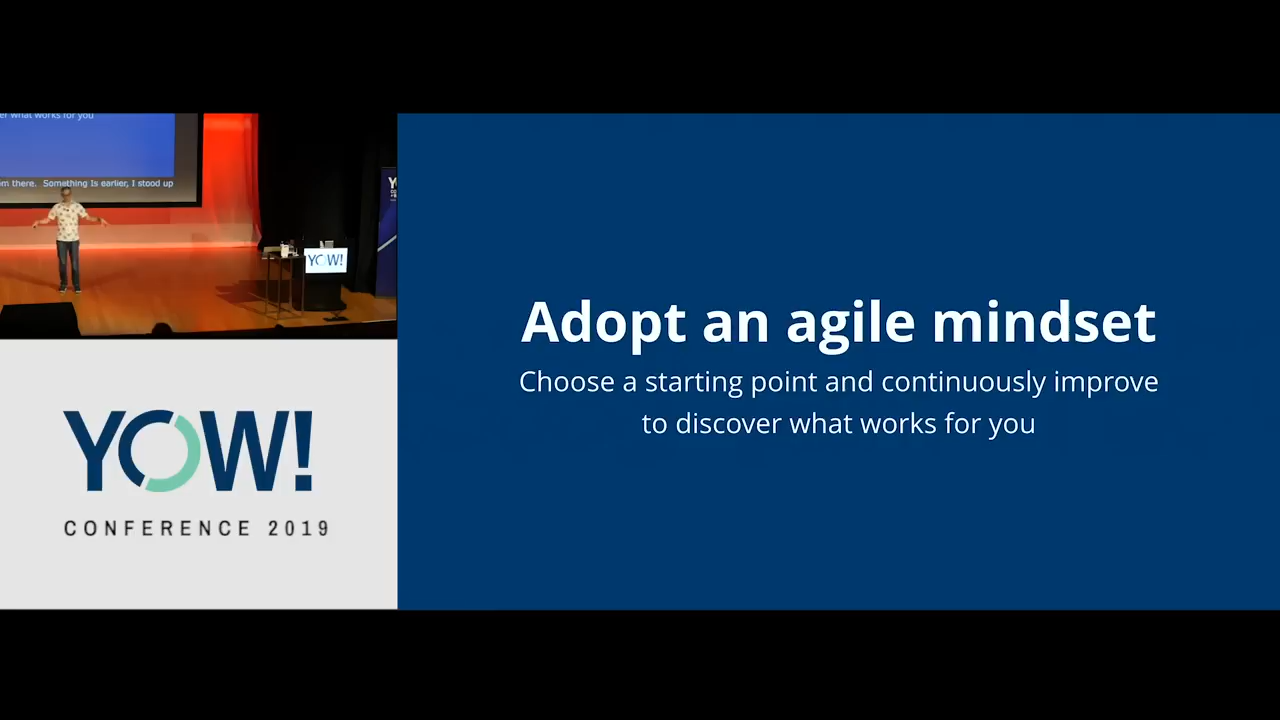 er what works for you
om there. Something Is earlier, I stood up
YOW!
YOW!
CONFERENCE 2019
Adopt an agile mindset
Choose a starting point and continuously improve
to discover what works for you